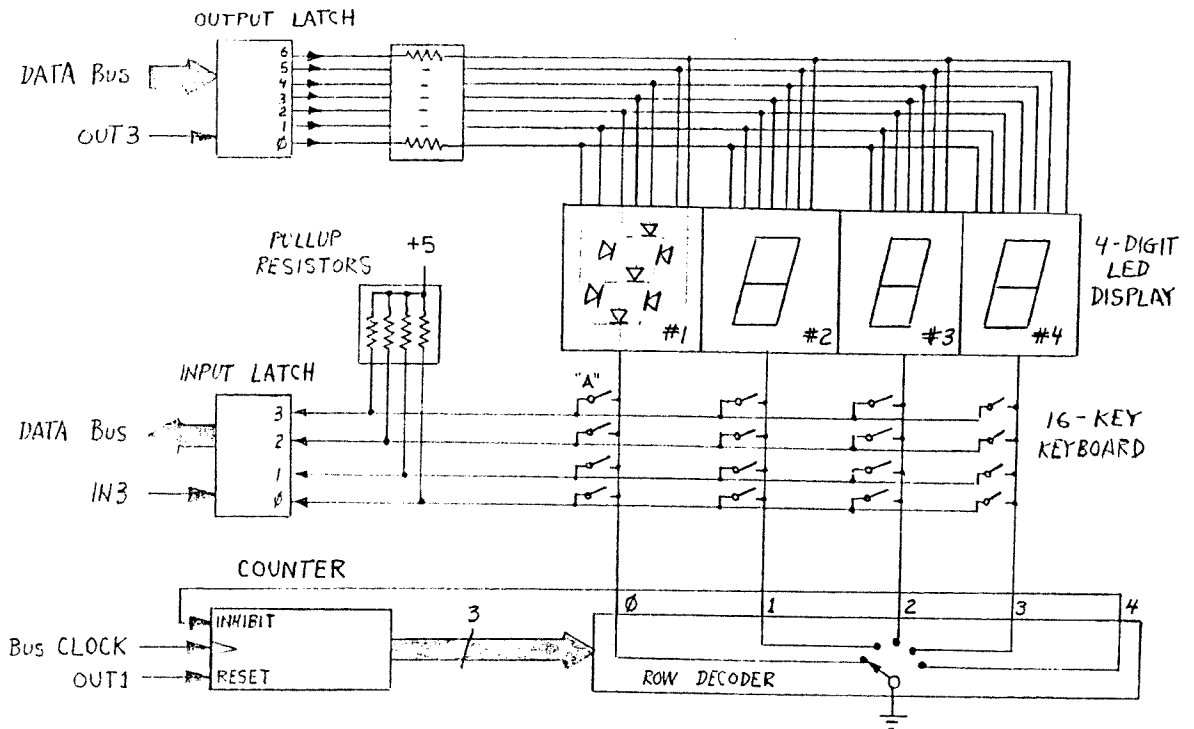 OUTPUT LATCH
DATA BUS
OUT3
6
5
4
3
2
1
Ø
PULLUP
RESISTORS
+5
#1
#2
#3
#4
4-DIGIT
LED
DISPLAY
INPUT LATCH
DATA BUS
IN3
3
2
1
Ø
"A"
16-KEY
KEYBOARD
COUNTER
INHIBIT
BUS CLOCK
OUT1
RESET
3
Ø
1
2
3
4
ROW DECODER